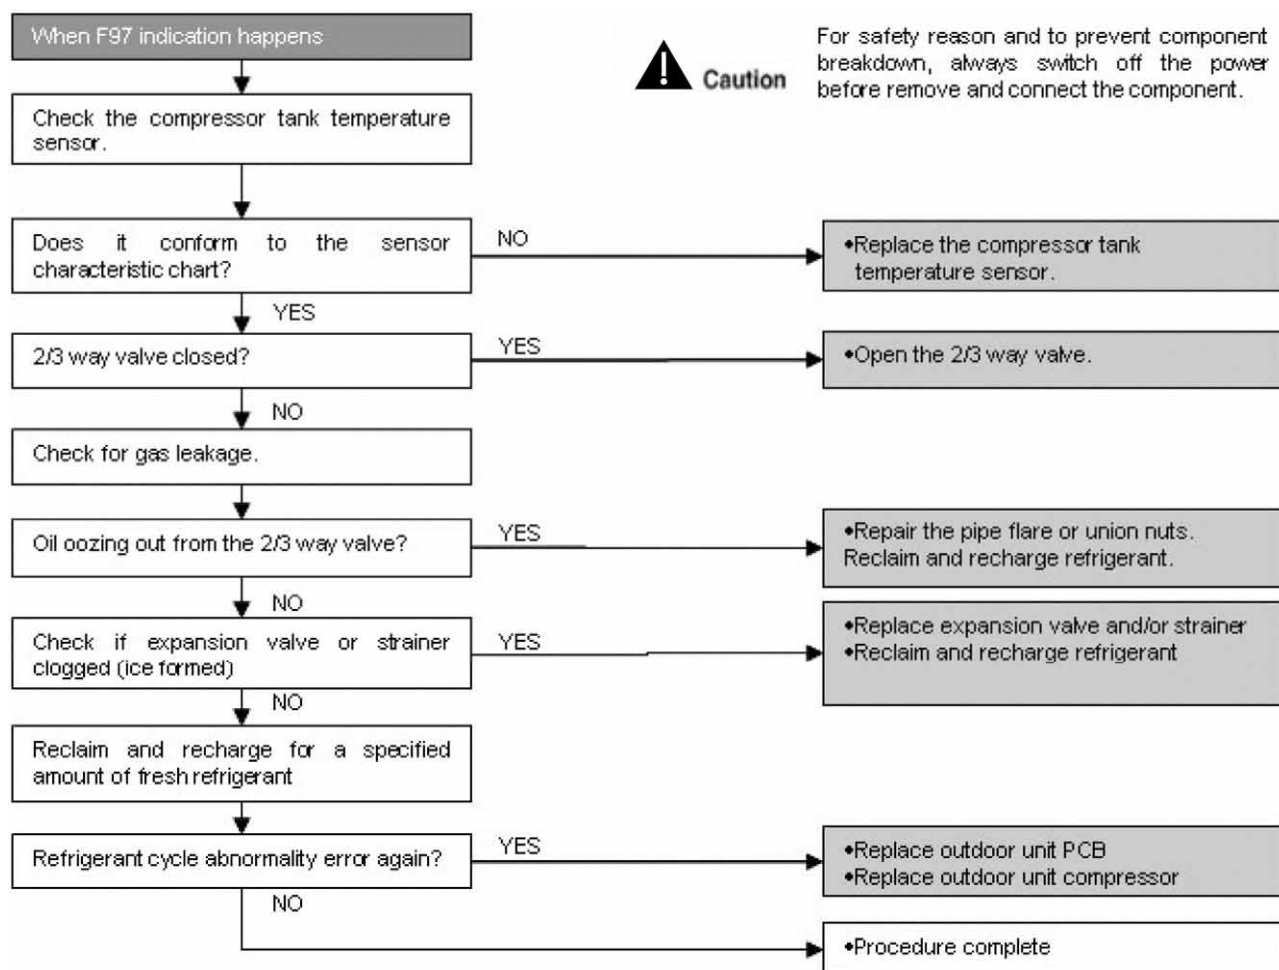 When F97 indication happens
Caution
For safety reason and to prevent component
breakdown, always switch off the power
before remove and connect the component.
Check the compressor tank temperature
sensor.
Does it conform to the sensor
characteristic chart?
NO
•Replace the compressor tank
temperature sensor.
YES
2/3 way valve closed?
YES
•Open the 2/3 way valve.
NO
Check for gas leakage.
Oil oozing out from the 2/3 way valve?
YES
•Repair the pipe flare or union nuts.
Reclaim and recharge refrigerant.
NO
Check if expansion valve or strainer
clogged (ice formed)
YES
•Replace expansion valve and/or strainer
•Reclaim and recharge refrigerant
NO
Reclaim and recharge for a specified
amount of fresh refrigerant
Refrigerant cycle abnormality error again?
YES
•Replace outdoor unit PCB
•Replace outdoor unit compressor
NO
•Procedure complete